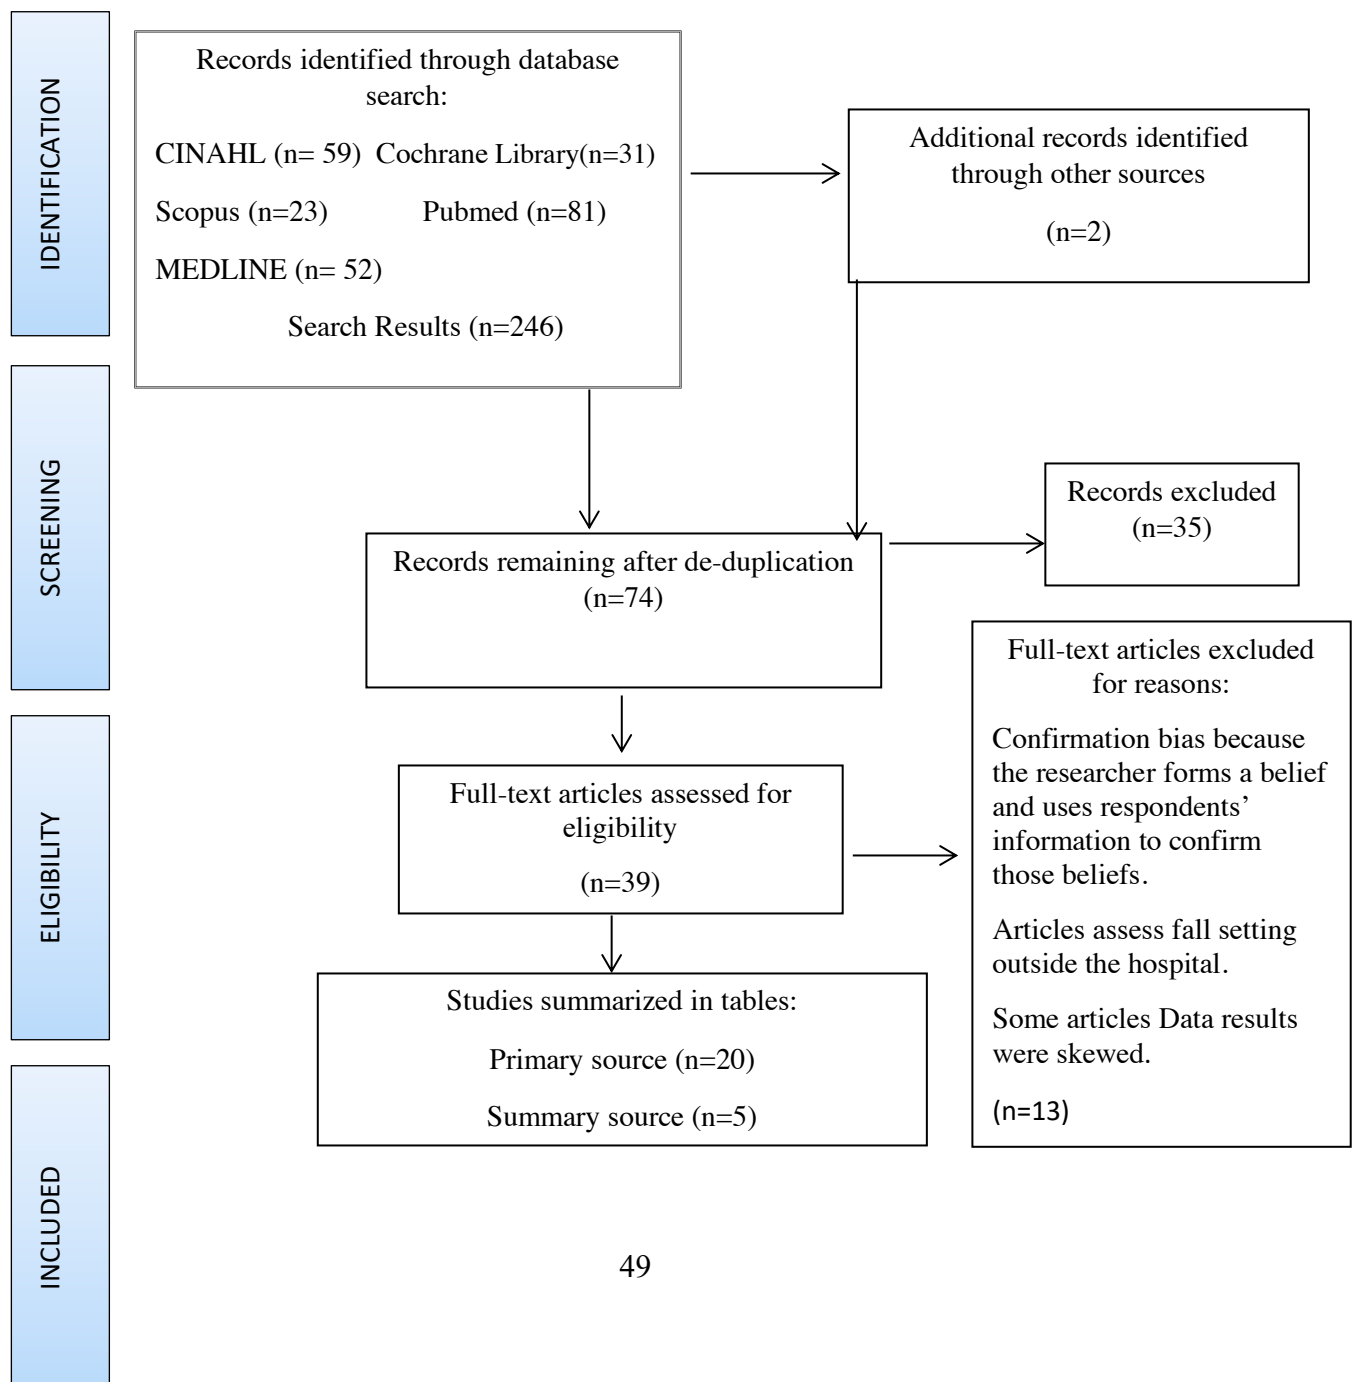 IDENTIFICATION
Records identified through database
search:
CINAHL (n= 59)  Cochrane Library(n=31)
Scopus (n=23)  Pubmed (n=81)
MEDLINE (n= 52)
Search Results (n=246)
Additional records identified
through other sources
(n=2)
SCREENING
Records remaining after de-duplication
(n=74)
Records excluded
(n=35)
ELIGIBILITY
Full-text articles assessed for
eligibility
(n=39)
Full-text articles excluded
for reasons:
Confirmation bias because
the researcher forms a belief
and uses respondents’
information to confirm
those beliefs.
Articles assess fall setting
outside the hospital.
Some articles Data results
were skewed.
(n=13)
INCLUDED
Studies summarized in tables:
Primary source (n=20)
Summary source (n=5)
49